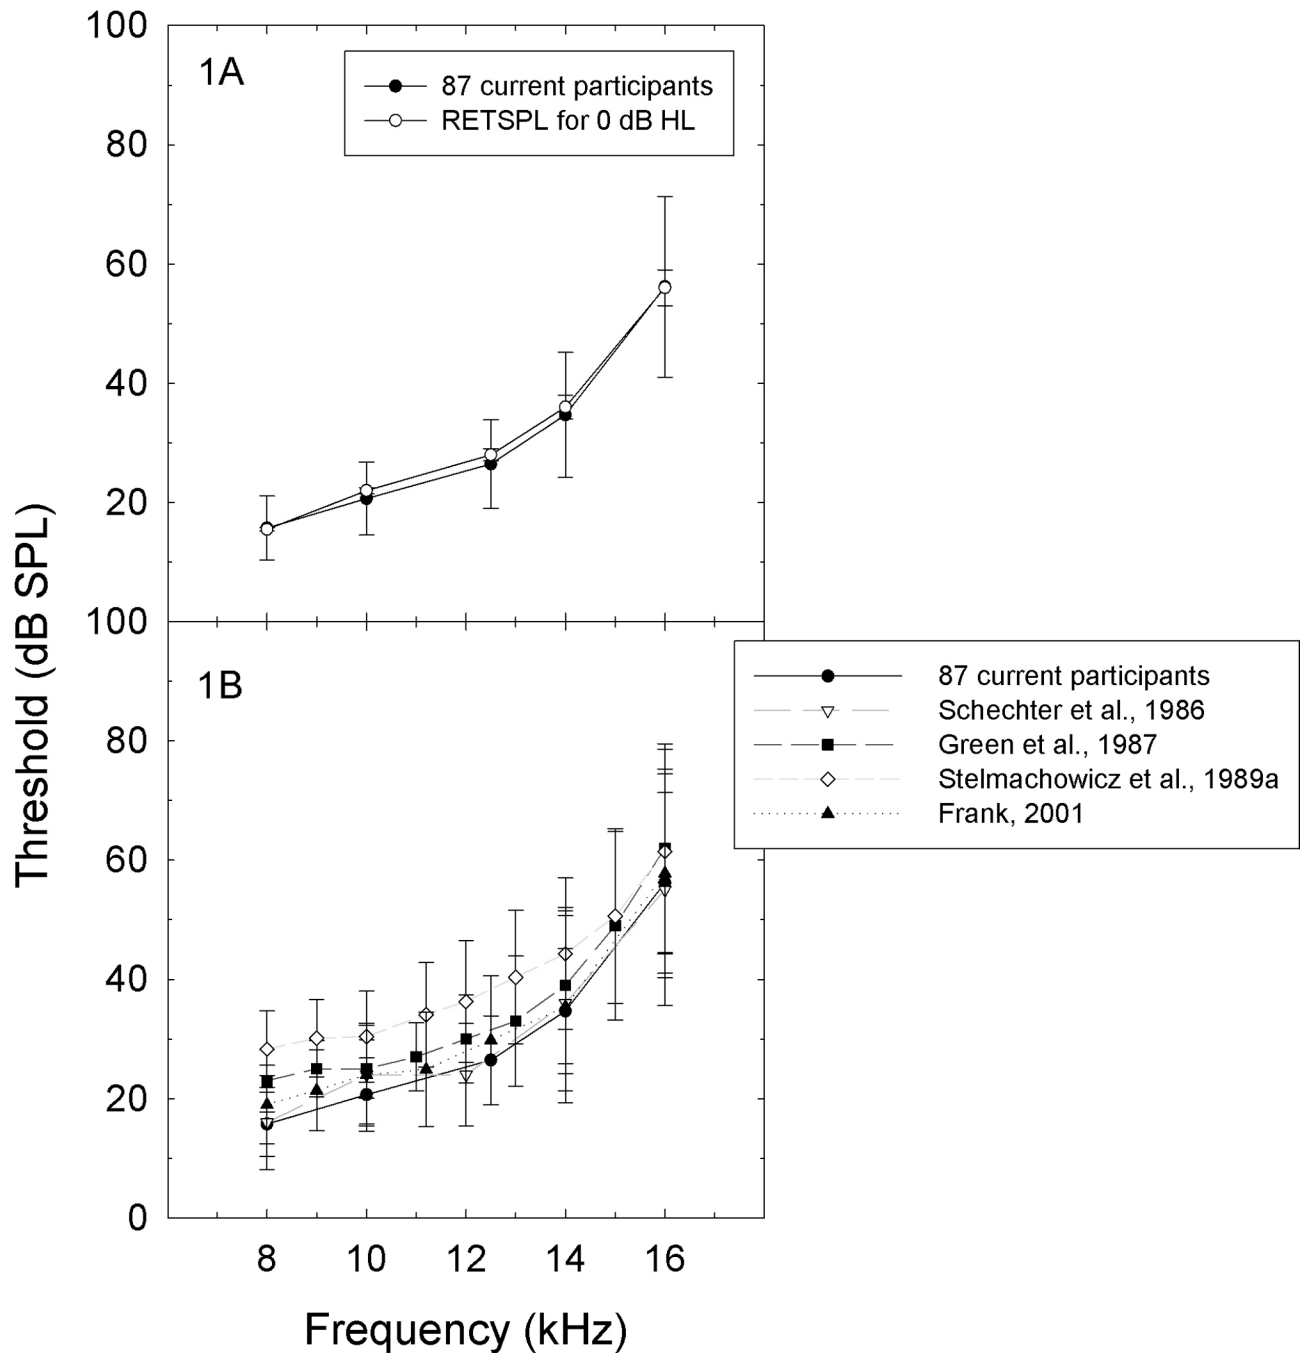 100
1A
87 current participants
RETSPL for 0 dB HL
80
60
40
20
Threshold (dB SPL)
100
1B
87 current participants
Schechter et al., 1986
Green et al., 1987
Stelmachowicz et al., 1989a
Frank, 2001
80
60
40
20
0
8 10 12 14 16
Frequency (kHz)